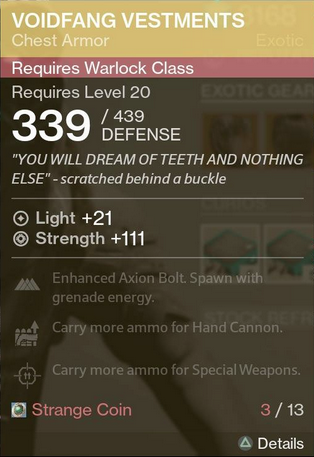 VOIDFANG VESTMENTS
Chest Armor Exotic
Requires Warlock Class
Requires Level 20
EXOTIC GEAR
339 / 439
DEFENSE
"YOU WILL DREAM OF TEETH AND NOTHING
ELSE" - scratched behind a buckle
Light +21
Strength +111
Enhanced Axion Bolt. Spawn with
grenade energy.
Carry more ammo for Hand Cannon.
Carry more ammo for Special Weapons.
Strange Coin 3 / 13
Details